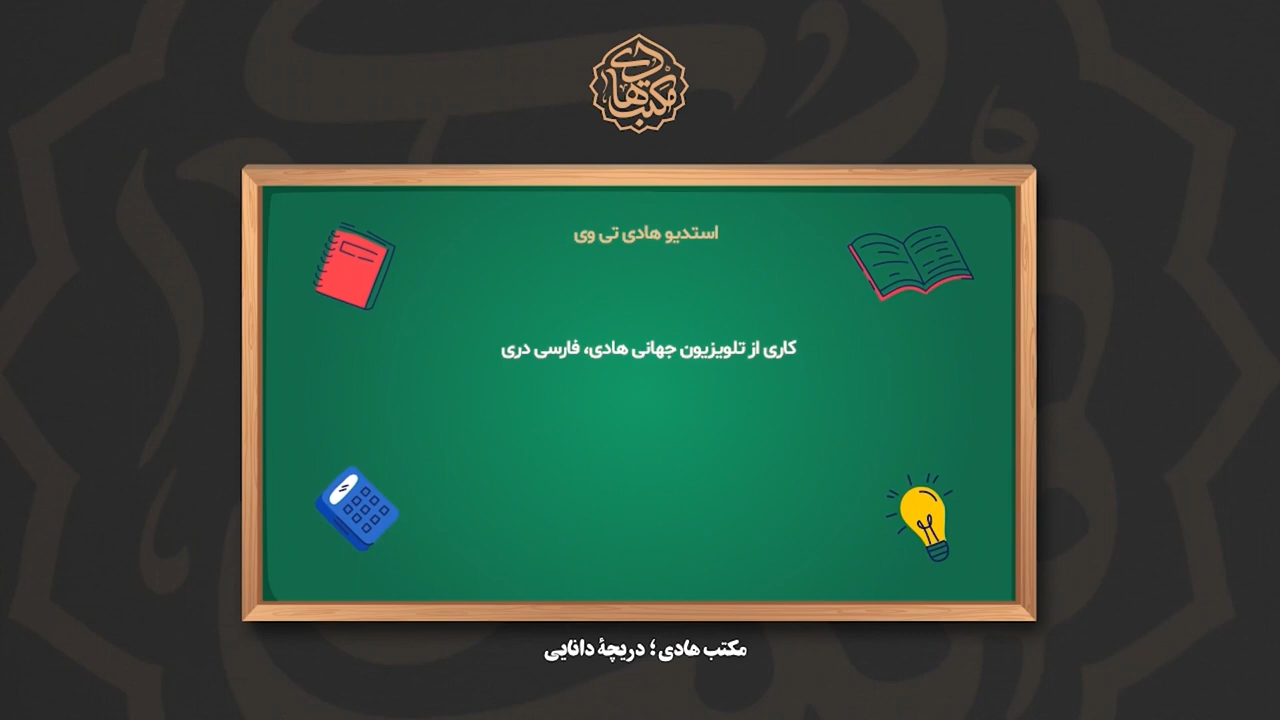 مکتب هادی
استدیو هادی تی وی
کاری از تلویزیون جهانی هادی، فارسی دری
مکتب هادی؛ دریچهٔ دانایی